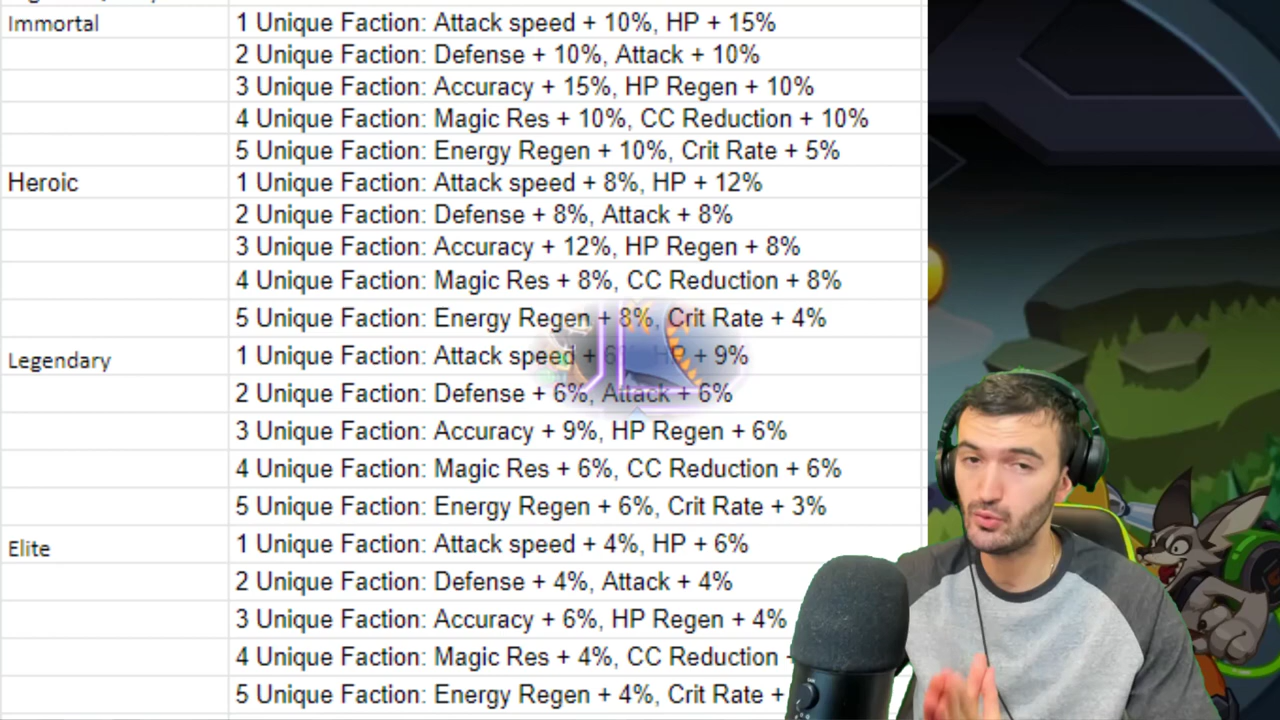 Immortal
1 Unique Faction: Attack speed + 10%, HP + 15%
2 Unique Faction: Defense + 10%, Attack + 10%
3 Unique Faction: Accuracy + 15%, HP Regen + 10%
4 Unique Faction: Magic Res + 10%, CC Reduction + 10%
5 Unique Faction: Energy Regen + 10%, Crit Rate + 5%
Heroic
1 Unique Faction: Attack speed + 8%, HP + 12%
2 Unique Faction: Defense + 8%, Attack + 8%
3 Unique Faction: Accuracy + 12%, HP Regen + 8%
4 Unique Faction: Magic Res + 8%, CC Reduction + 8%
5 Unique Faction: Energy Regen + 8%, Crit Rate + 4%
Legendary
1 Unique Faction: Attack speed + 6%, HP + 9%
2 Unique Faction: Defense + 6%, Attack + 6%
3 Unique Faction: Accuracy + 9%, HP Regen + 6%
4 Unique Faction: Magic Res + 6%, CC Reduction + 6%
5 Unique Faction: Energy Regen + 6%, Crit Rate + 3%
Elite
1 Unique Faction: Attack speed + 4%, HP + 6%
2 Unique Faction: Defense + 4%, Attack + 4%
3 Unique Faction: Accuracy + 6%, HP Regen + 4%
4 Unique Faction: Magic Res + 4%, CC Reduction
5 Unique Faction: Energy Regen + 4%, Crit Rate +